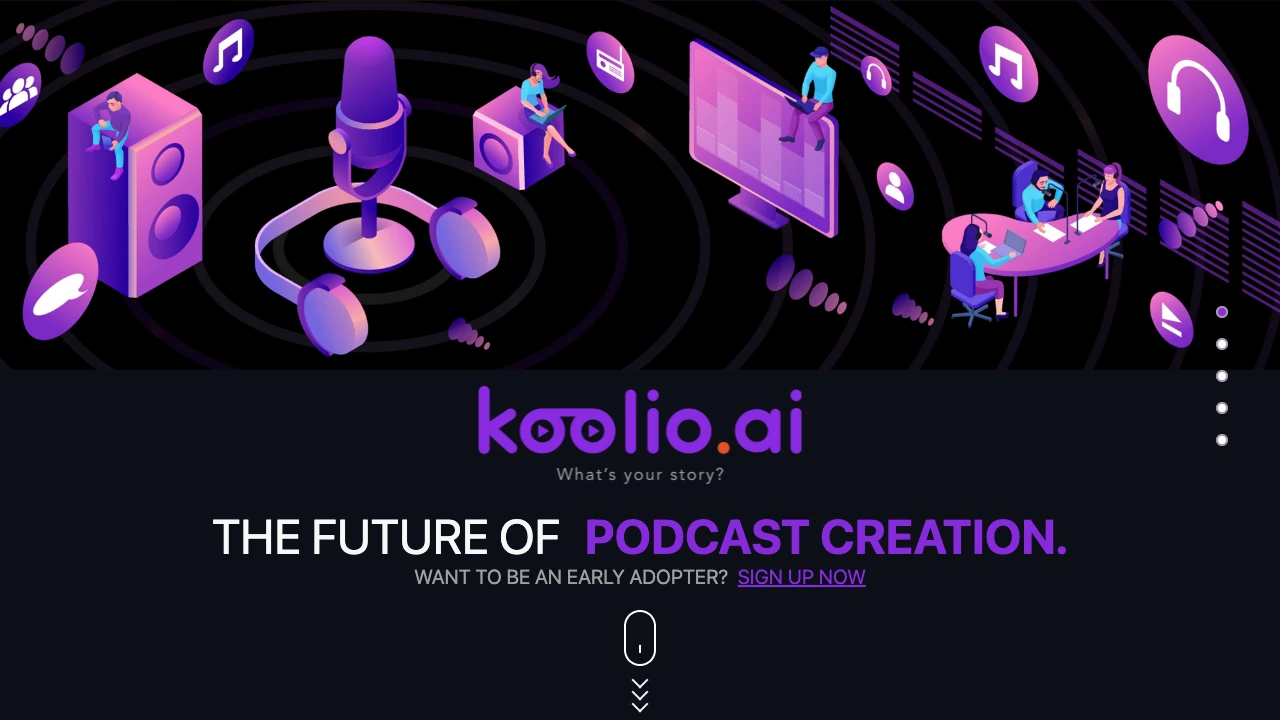 koolio.ai
What's your story?
THE FUTURE OF PODCAST CREATION.
WANT TO BE AN EARLY ADOPTER? SIGN UP NOW